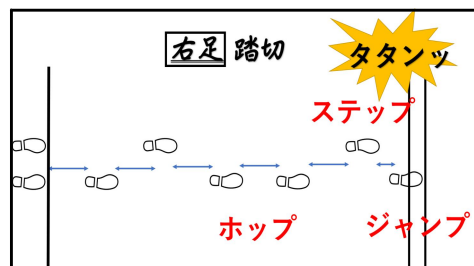 右足 踏切
タタンッ
ステップ
ホップ
ジャンプ